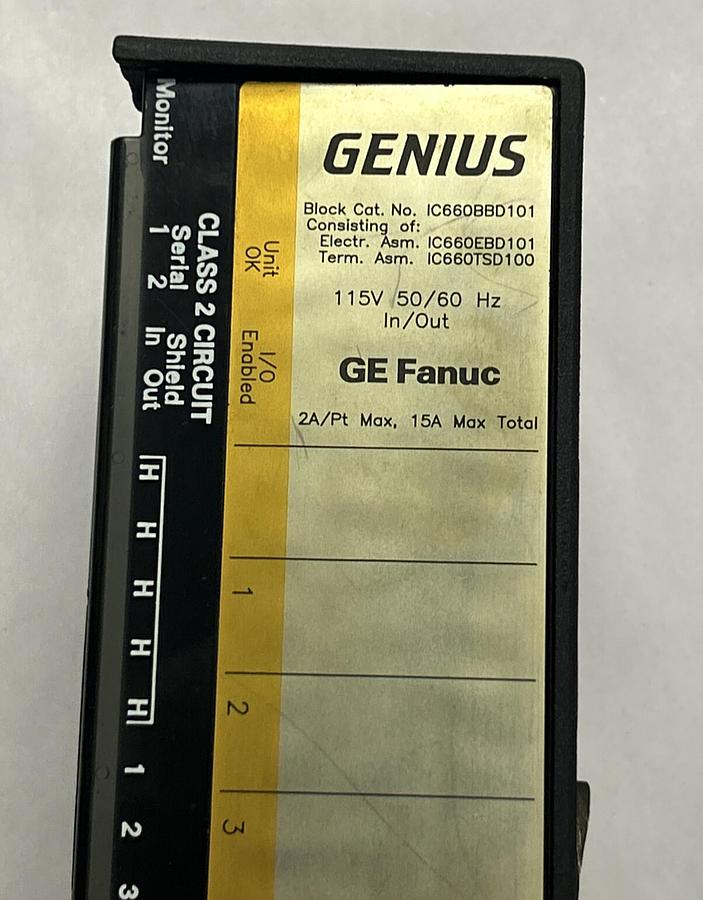 GENIUS
Block Cat. No. IC660BBD101
Consisting of:
Electr. Asm. IC660EBD101
Term. Asm. IC660TSD100
115V 50/60 Hz
In/Out
GE Fanuc
2A/Pt Max, 15A Max Total
Unit
OK
I/O
Enabled
1
2
3
Monitor
CLASS 2 CIRCUIT
Serial Shield
1 2 In Out
H
H
H
H
H
1
2
3